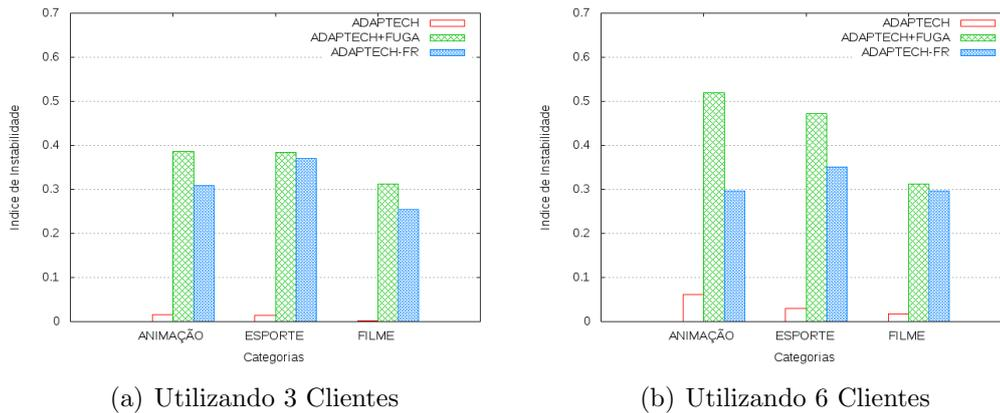 0.7
0.6
0.5
0.4
0.3
0.2
0.1
0
Indice de Instabilidade
ADAPTECH
ADAPTECH+FUGA
ADAPTECH-FR
ANIMAÇÃO ESPORTE FILME
Categorias
(a) Utilizando 3 Clientes
0.7
0.6
0.5
0.4
0.3
0.2
0.1
0
Indice de Instabilidade
ADAPTECH
ADAPTECH+FUGA
ADAPTECH-FR
ANIMAÇÃO ESPORTE FILME
Categorias
(b) Utilizando 6 Clientes